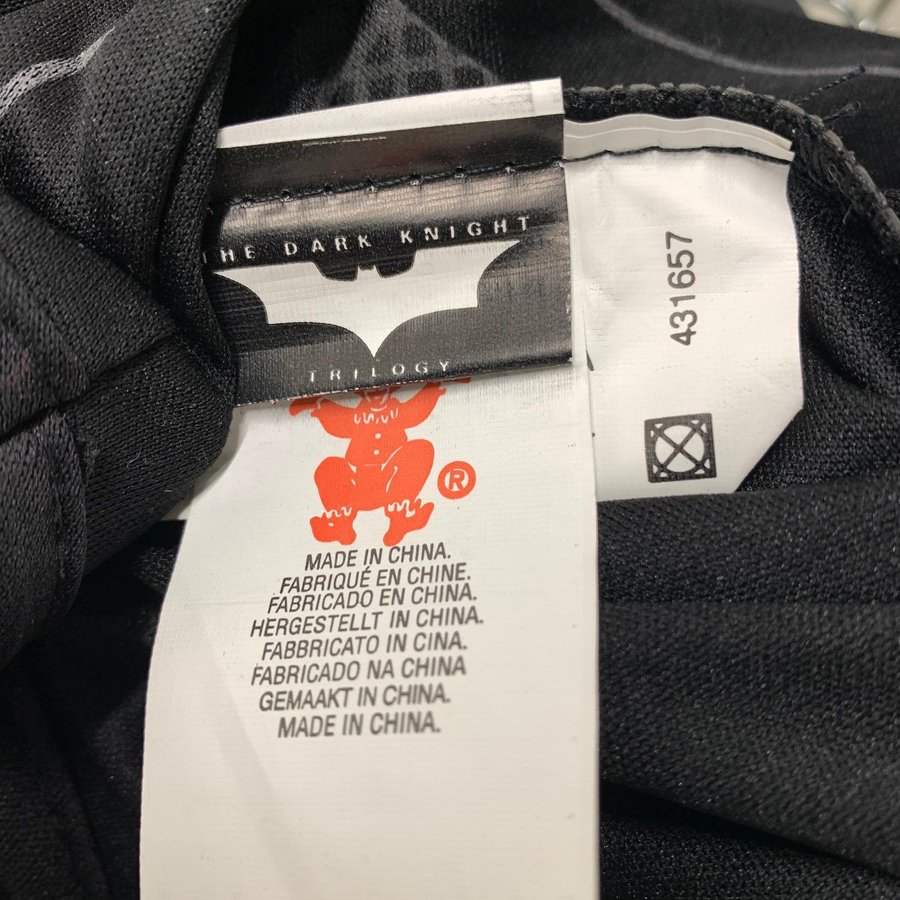 THE DARK KNIGHT
TRILOGY
®
MADE IN CHINA.
FABRIQUÉ EN CHINE.
FABRICADO EN CHINA.
HERGESTELLT IN CHINA.
FABBRICATO IN CINA.
FABRICADO NA CHINA
GEMAAKT IN CHINA.
MADE IN CHINA.
431657